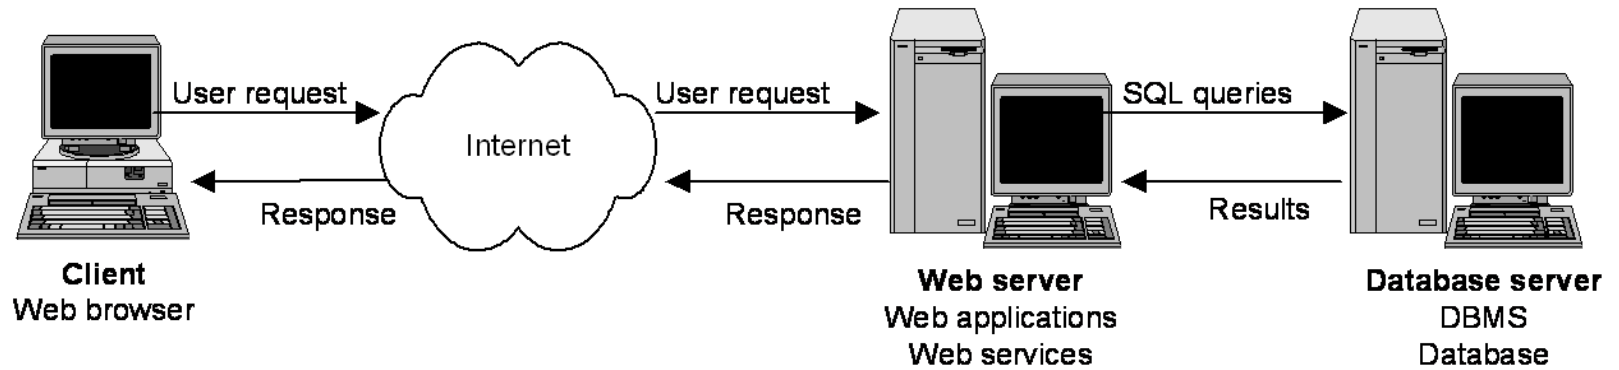 User request
User request
SQL queries
Internet
Response
Response
Results
Client
Web browser
Web server
Web applications
Web services
Database server
DBMS
Database